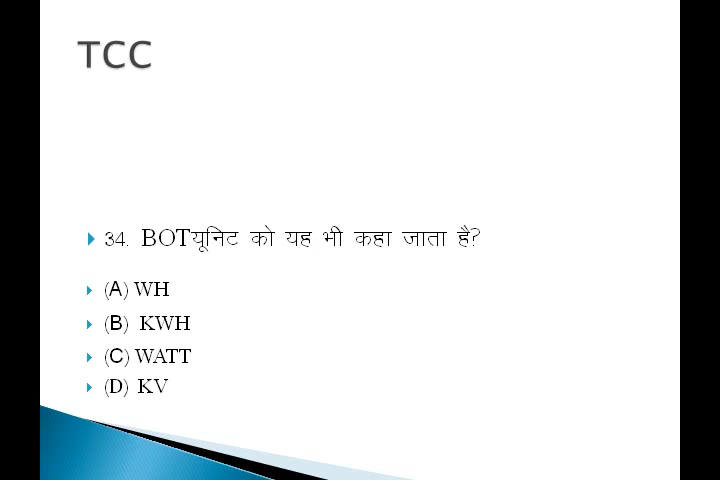 TCC
34. BOTयूनिट को यह भी कहा जाता है?
(A) WH
(B) KWH
(C) WATT
(D) KV